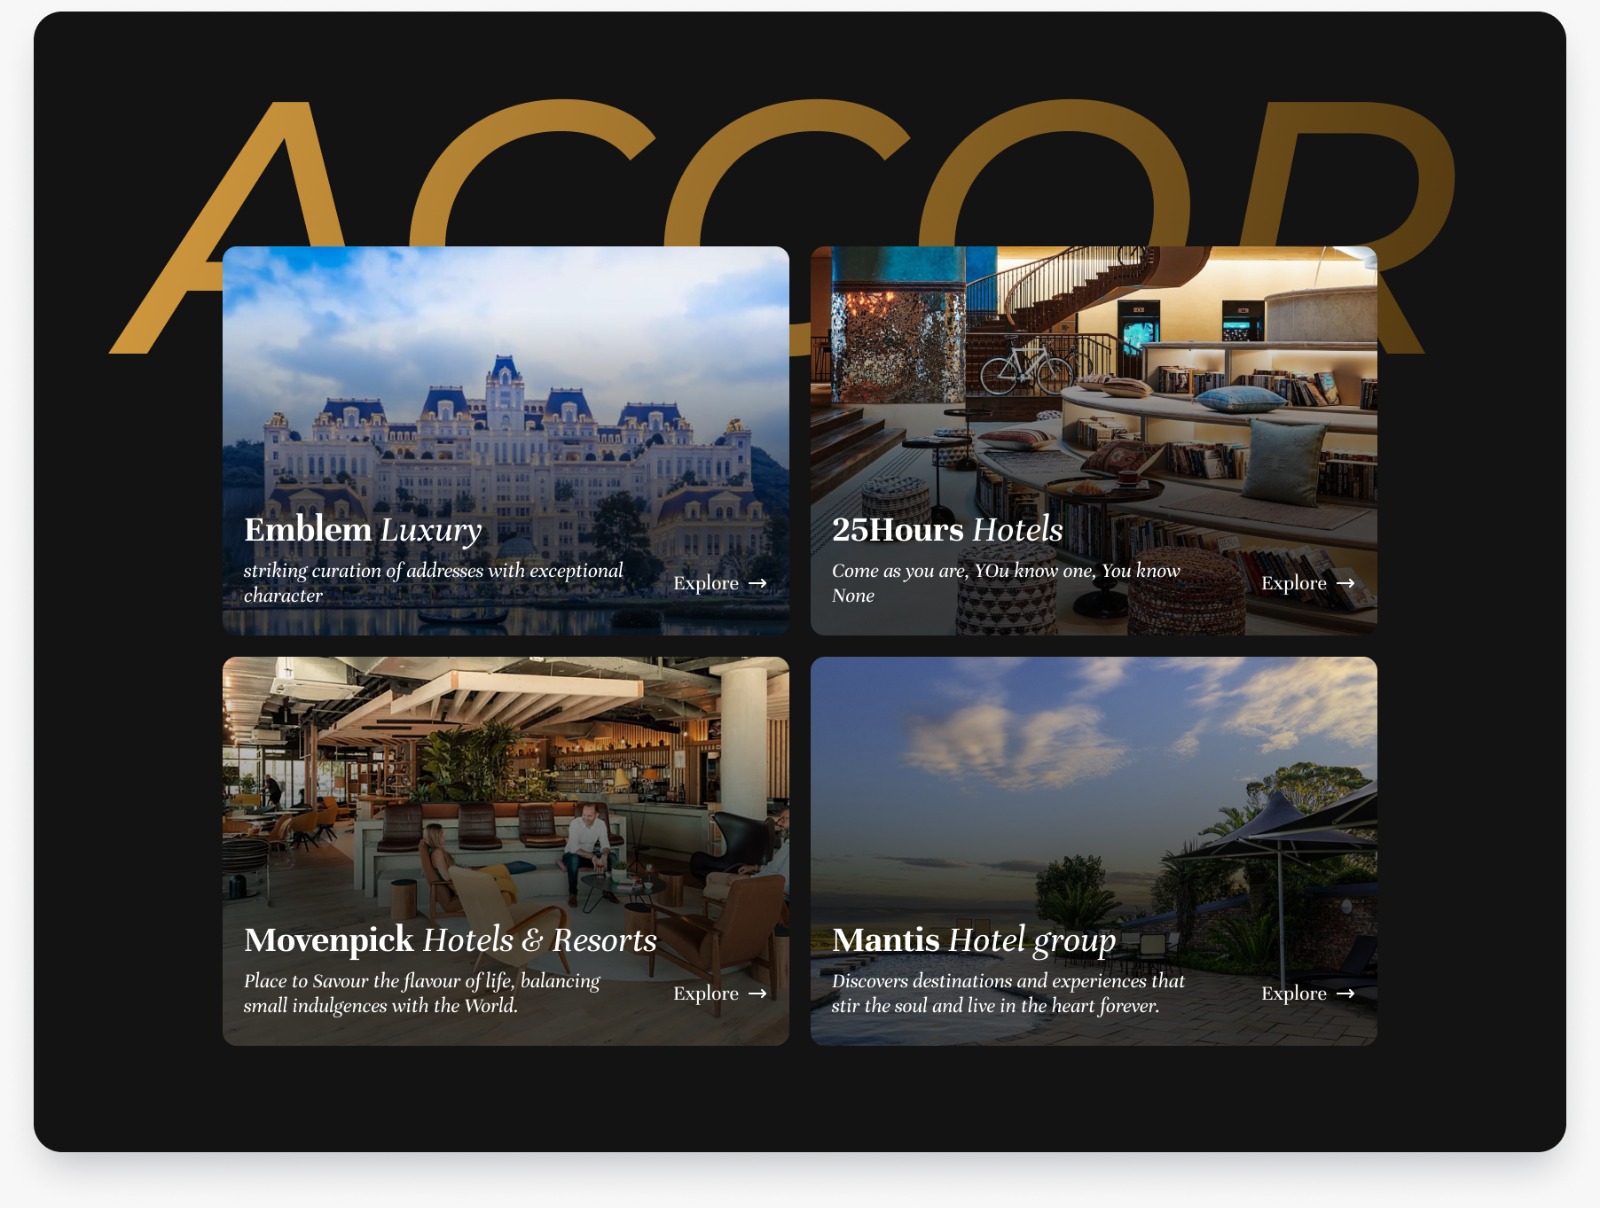 ACCOR
Emblem Luxury
striking curation of addresses with exceptional
character
Explore →
25Hours Hotels
Come as you are, YOu know one, You know
None
Explore →
Movenpick Hotels & Resorts
Place to Savour the flavour of life, balancing
small indulgences with the World.
Explore →
Mantis Hotel group
Discovers destinations and experiences that
stir the soul and live in the heart forever.
Explore →